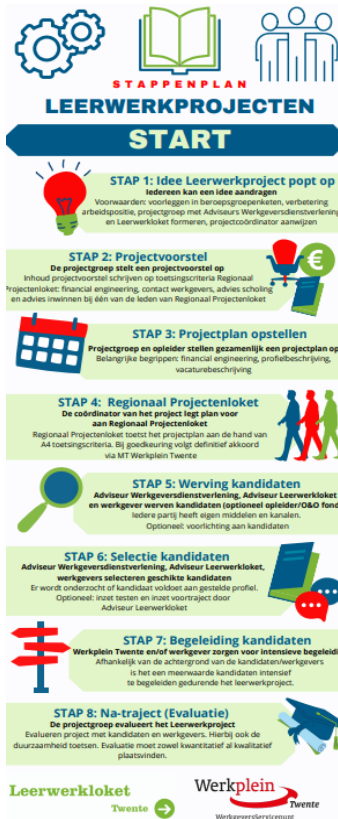 STAPPENPLAN
LEERWERKPROJECTEN
START
STAP 1: Idee Leerwerkproject popt op
Iedereen kan een idee aandragen
Voorwaarden: voorleggen in beroepsgroepenketen, verbetering
arbeidspositie, projectgroep met Adviseurs Werkgeversdienstverlening
en Leerwerkloket formeren, projectcoördinator aanwijzen
STAP 2: Projectvoorstel
De projectgroep stelt een projectvoorstel op
Inhoud projectvoorstel schrijven op toetsingscriteria Regionaal
Projectenloket: financial engineering, contact werkgevers, advies scholing
en advies inwinnen bij één van de leden van Regionaal Projectenloket
STAP 3: Projectplan opstellen
Projectgroep en opleider stellen gezamenlijk een projectplan op
Belangrijke begrippen: financial engineering, profielbeschrijving,
vacaturebeschrijving
STAP 4: Regionaal Projectenloket
De coördinator van het project legt plan voor
aan Regionaal Projectenloket
Regionaal Projectenloket toetst het projectplan aan de hand van
A4 toetsingscriteria. Bij goedkeuring volgt definitief akkoord
via MT Werkplein Twente
STAP 5: Werving kandidaten
Adviseur Werkgeversdienstverlening, Adviseur Leerwerkloket
en werkgever werven kandidaten (optioneel opleider/O&O fond
Iedere partij heeft eigen middelen en kanalen.
Optioneel: voorlichting aan kandidaten
STAP 6: Selectie kandidaten
Adviseur Werkgeversdienstverlening, Adviseur Leerwerkloket,
werkgevers selecteren geschikte kandidaten
Er wordt onderzocht of kandidaat voldoet aan gestelde profiel.
Optioneel: inzet testen en inzet voortraject door
Adviseur Leerwerkloket
STAP 7: Begeleiding kandidaten
Werkplein Twente en/of werkgever zorgen voor intensieve begeleidi
Afhankelijk van de achtergrond van de kandidaten/werkgevers
is het een meerwaarde kandidaten intensief
te begeleiden gedurende het leerwerkproject.
STAP 8: Na-traject (Evaluatie)
De projectgroep evalueert het Leerwerkproject
Evalueren project met kandidaten en werkgevers. Hierbij ook de
duurzaamheid toetsen. Evaluatie moet zowel kwantitatief al kwalitatief
plaatsvinden.
Leerwerkloket
Twente
Werkplein
Twente
WerkgeversServicepunt